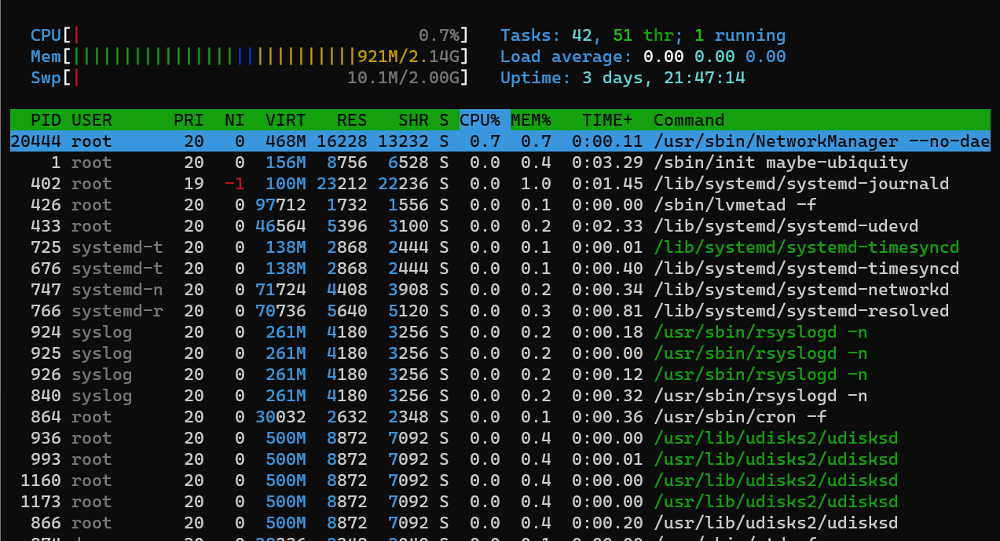 CPU[| 0.7%] Tasks: 42, 51 thr; 1 running
Mem[||||||||||||||||||||||||||||921M/2.14G] Load average: 0.00 0.00 0.00
Swp[| 10.1M/2.00G] Uptime: 3 days, 21:47:14
PID USER PRI NI VIRT RES SHR S CPU% MEM% TIME+ Command
20444 root 20 0 468M 16228 13232 S 0.7 0.7 0:00.11 /usr/sbin/NetworkManager --no-dae
1 root 20 0 156M 8756 6528 S 0.0 0.4 0:03.29 /sbin/init maybe-ubiquity
402 root 19 -1 100M 23212 22236 S 0.0 1.0 0:01.45 /lib/systemd/systemd-journald
426 root 20 0 97712 1732 1556 S 0.0 0.1 0:00.00 /sbin/lvmetad -f
433 root 20 0 46564 5396 3100 S 0.0 0.2 0:02.33 /lib/systemd/systemd-udevd
725 systemd-t 20 0 138M 2868 2444 S 0.0 0.1 0:00.01 /lib/systemd/systemd-timesyncd
676 systemd-t 20 0 138M 2868 2444 S 0.0 0.1 0:00.40 /lib/systemd/systemd-timesyncd
747 systemd-n 20 0 71724 4408 3908 S 0.0 0.2 0:00.34 /lib/systemd/systemd-networkd
766 systemd-r 20 0 70736 5640 5120 S 0.0 0.3 0:00.81 /lib/systemd/systemd-resolved
924 syslog 20 0 261M 4180 3256 S 0.0 0.2 0:00.18 /usr/sbin/rsyslogd -n
925 syslog 20 0 261M 4180 3256 S 0.0 0.2 0:00.00 /usr/sbin/rsyslogd -n
926 syslog 20 0 261M 4180 3256 S 0.0 0.2 0:00.12 /usr/sbin/rsyslogd -n
840 syslog 20 0 261M 4180 3256 S 0.0 0.2 0:00.32 /usr/sbin/rsyslogd -n
864 root 20 0 30032 2632 2348 S 0.0 0.1 0:00.36 /usr/sbin/cron -f
936 root 20 0 500M 8872 7092 S 0.0 0.4 0:00.00 /usr/lib/udisks2/udisksd
993 root 20 0 500M 8872 7092 S 0.0 0.4 0:00.01 /usr/lib/udisks2/udisksd
1160 root 20 0 500M 8872 7092 S 0.0 0.4 0:00.00 /usr/lib/udisks2/udisksd
1173 root 20 0 500M 8872 7092 S 0.0 0.4 0:00.00 /usr/lib/udisks2/udisksd
866 root 20 0 500M 8872 7092 S 0.0 0.4 0:00.20 /usr/lib/udisks2/udisksd